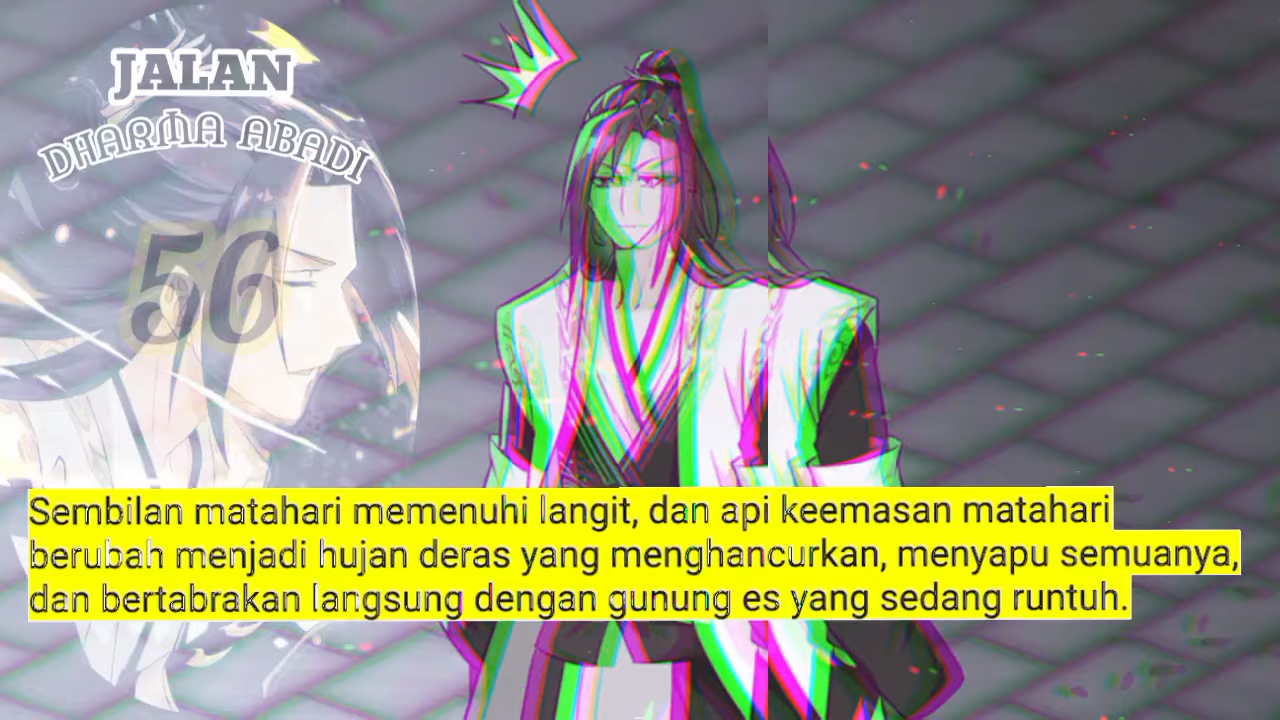 JALAN
DHARMA ABADI
56
Sembilan matahari memenuhi langit, dan api keemasan matahari
berubah menjadi hujan deras yang menghancurkan, menyapu semuanya,
dan bertabrakan langsung dengan gunung es yang sedang runtuh.